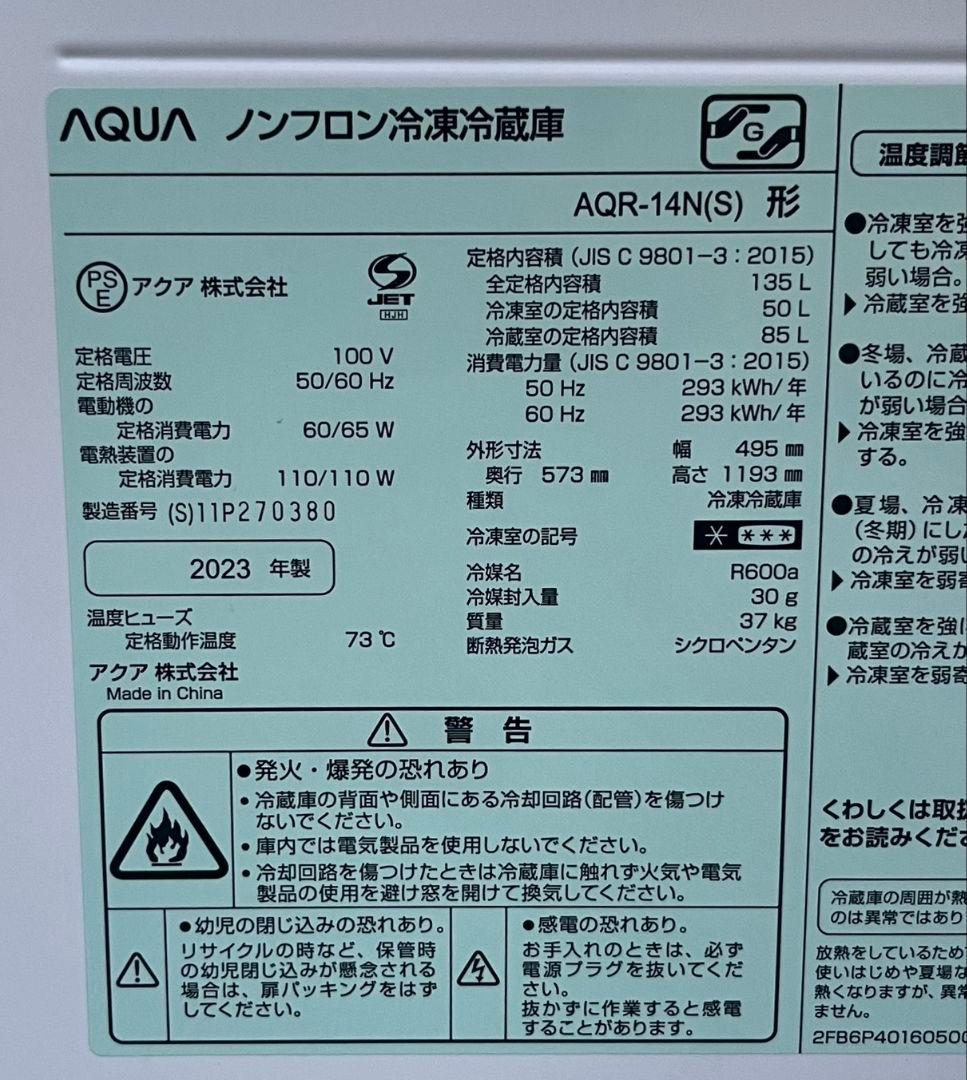 AQUA ノンフロン冷凍冷蔵庫
G
AQR-14N(S) 形
PS
E
アクア 株式会社
JET
HJH
定格電圧 100 V
定格周波数 50/60 Hz
電動機の
定格消費電力 60/65 W
電熱装置の
定格消費電力 110/110 W
製造番号 (S)11P270380
2023 年製
温度ヒューズ
定格動作温度 73 ℃
アクア 株式会社
Made in China
定格内容積 (JIS C 9801-3:2015)
全定格内容積 135 L
冷凍室の定格内容積 50 L
冷蔵室の定格内容積 85 L
消費電力量 (JIS C 9801-3:2015)
50 Hz 293 kWh/年
60 Hz 293 kWh/年
外形寸法 幅 495 ㎜
奥行 573 ㎜ 高さ 1193 ㎜
種類 冷凍冷蔵庫
冷凍室の記号 * ***
冷媒名 R600a
冷媒封入量 30 g
質量 37 kg
断熱発泡ガス シクロペンタン
⚠ 警 告
●発火・爆発の恐れあり
・冷蔵庫の背面や側面にある冷却回路(配管)を傷つけ
ないでください。
・庫内では電気製品を使用しないでください。
・冷却回路を傷つけたときは冷蔵庫に触れず火気や電気
製品の使用を避け窓を開けて換気してください。
●幼児の閉じ込みの恐れあり。
リサイクルの時など、保管時
の幼児閉じ込みが懸念される
場合は、扉パッキングをはず
してください。
●感電の恐れあり。
お手入れのときは、必ず
電源プラグを抜いてくだ
さい。
抜かずに作業すると感電
することがあります。
温度調節
●冷凍室を強
しても冷凍
弱い場合。
▶冷蔵室を強
●冬場、冷蔵
いるのに冷
が弱い場合
▶冷凍室を強
する。
●夏場、冷凍
(冬期)にし
の冷えが弱い
▶冷凍室を弱寄
●冷蔵室を強に
蔵室の冷えか
▶冷凍室を弱寄
くわしくは取扱
をお読みくださ
冷蔵庫の周囲が熱
のは異常ではあり
放熱をしているため
使いはじめや夏場な
熱くなりますが、異常
ません。
2FB6P4016050